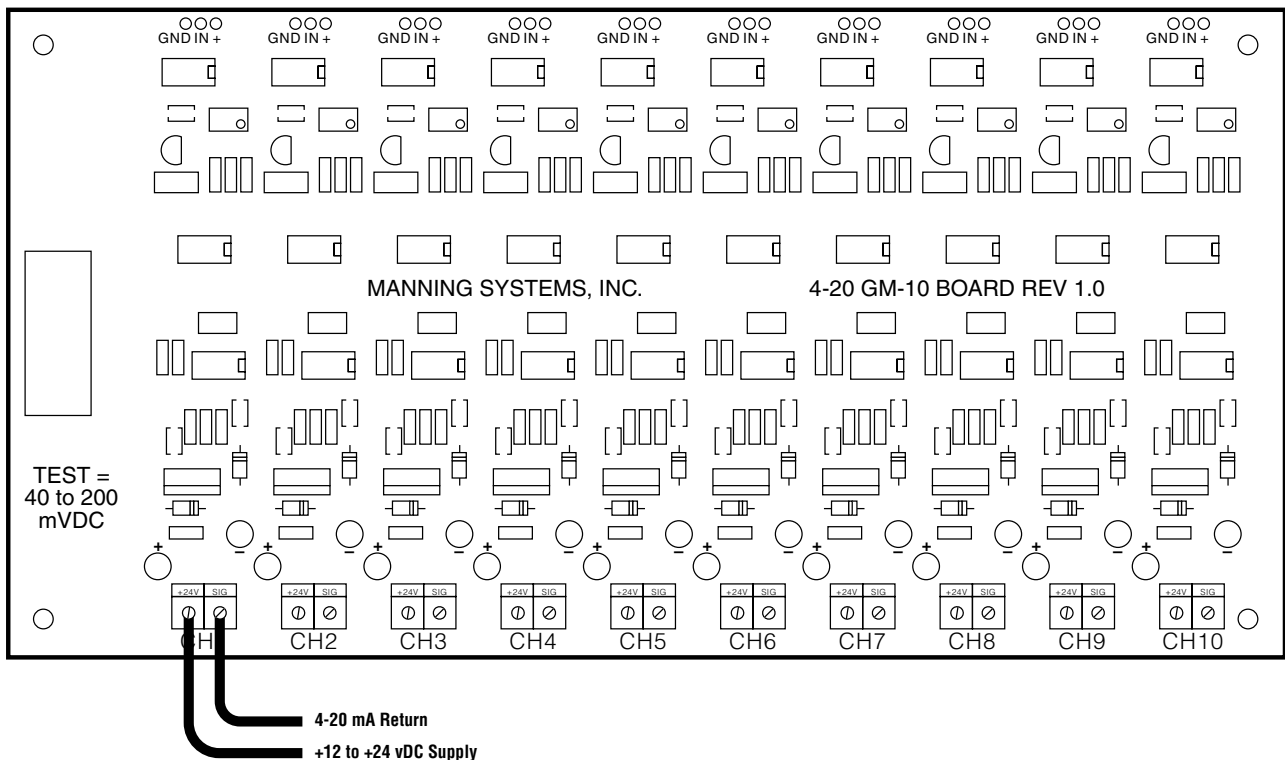 GND IN + GND IN + GND IN + GND IN + GND IN + GND IN + GND IN + GND IN + GND IN + GND IN +
MANNING SYSTEMS, INC. 4-20 GM-10 BOARD REV 1.0
TEST =
40 to 200
mVDC
+ - + - + - + - + - + - + - + - + - + -
+24V SIG +24V SIG +24V SIG +24V SIG +24V SIG +24V SIG +24V SIG +24V SIG +24V SIG +24V SIG
CH CH2 CH3 CH4 CH5 CH6 CH7 CH8 CH9 CH10
4-20 mA Return
+12 to +24 vDC Supply